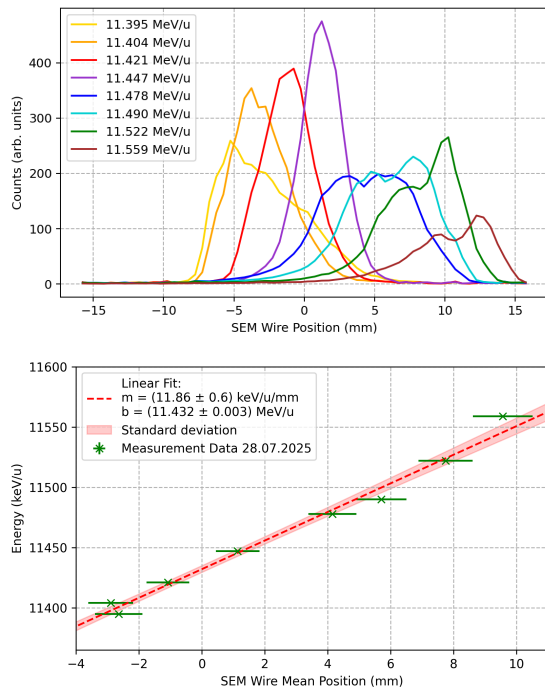 11.395 MeV/u
11.404 MeV/u
11.421 MeV/u
11.447 MeV/u
11.478 MeV/u
11.490 MeV/u
11.522 MeV/u
11.559 MeV/u
400
300
200
100
0
Counts (arb. units)
−15 −10 −5 0 5 10 15
SEM Wire Position (mm)
11600
11550
11500
11450
11400
Energy (keV/u)
Linear Fit:
m = (11.86 ± 0.6) keV/u/mm
b = (11.432 ± 0.003) MeV/u
Standard deviation
Measurement Data 28.07.2025
−4 −2 0 2 4 6 8 10
SEM Wire Mean Position (mm)